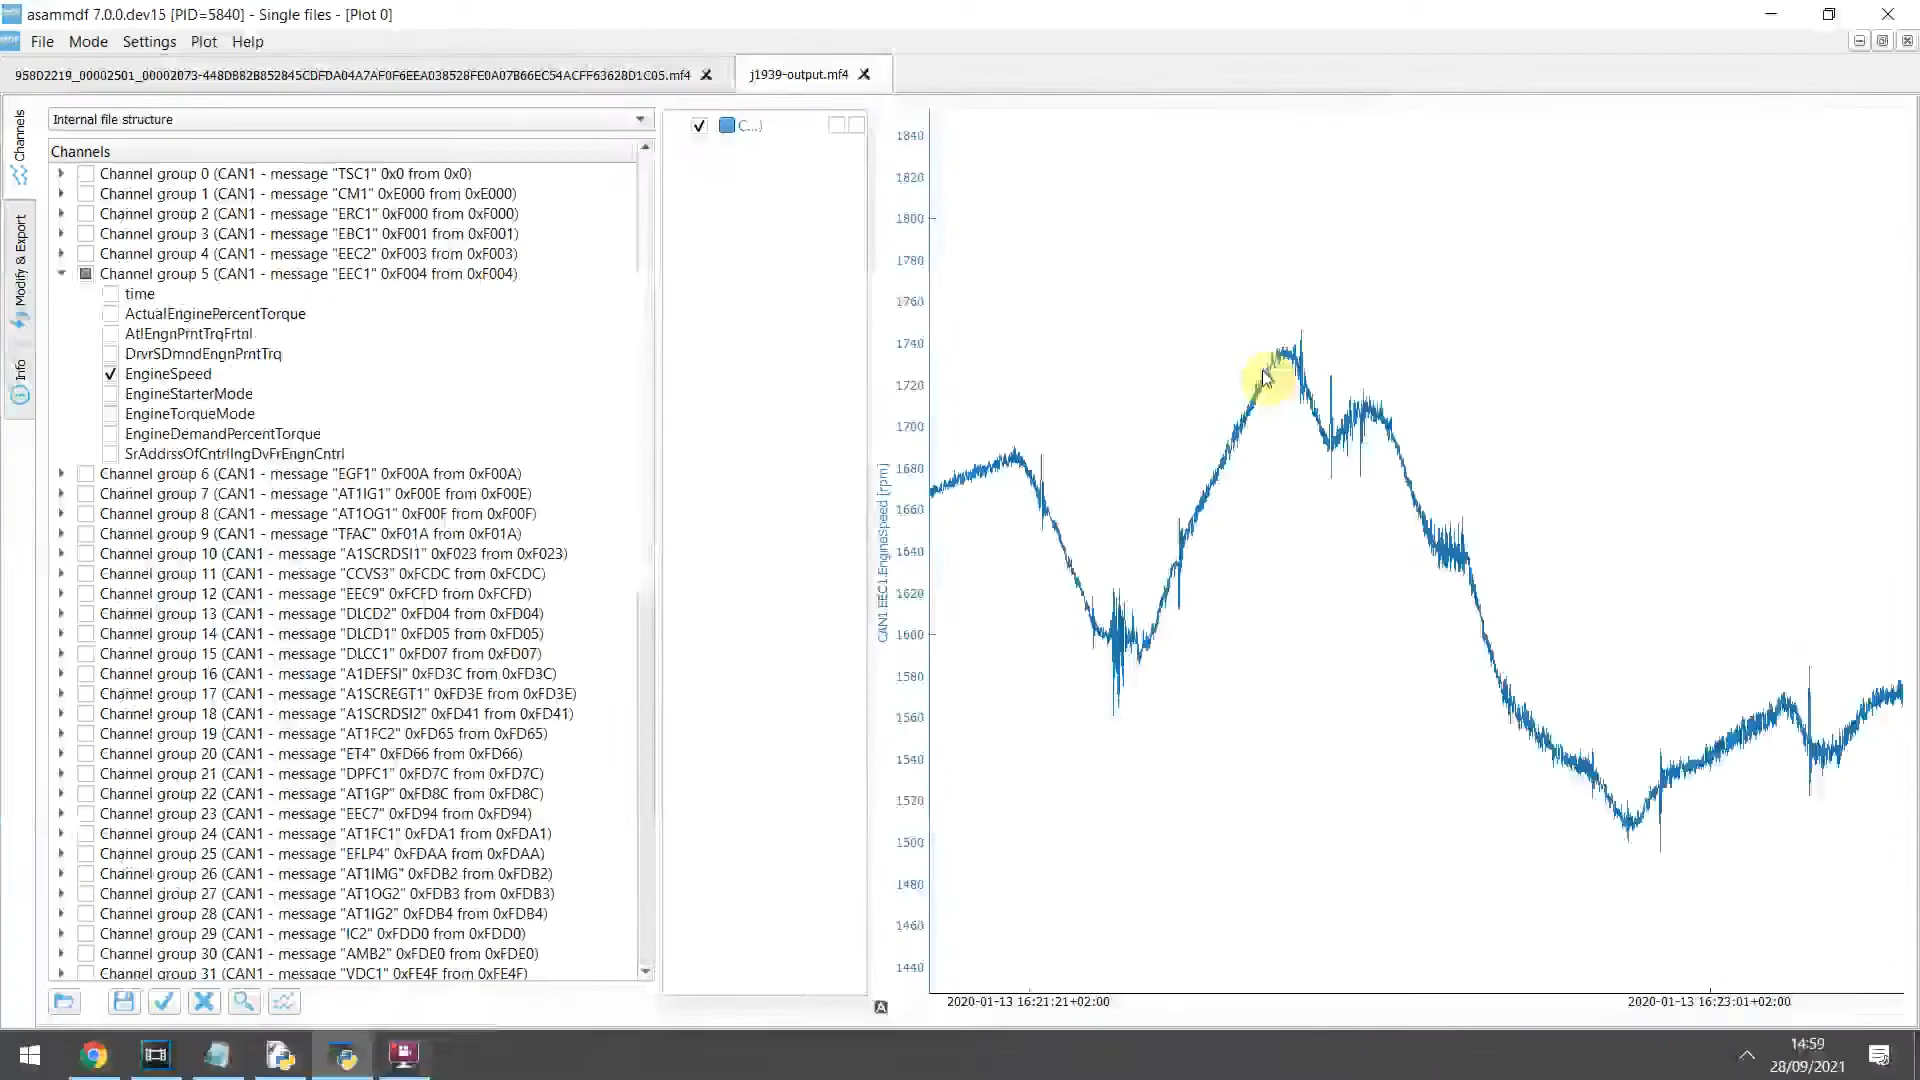 asammdf 7.0.0.dev15 [PID=5840] - Single files - [Plot 0]
File Mode Settings Plot Help
958D2219_00002501_00002073-448DB82B852845CDFDA04A7AF0F6EEA038528FE0A07B66EC54ACFF63628D1C05.mf4
j1939-output.mf4
Channels
Modify & Export
Info
Internal file structure
Channels
Channel group 0 (CAN1 - message "TSC1" 0x0 from 0x0)
Channel group 1 (CAN1 - message "CM1" 0xE000 from 0xE000)
Channel group 2 (CAN1 - message "ERC1" 0xF000 from 0xF000)
Channel group 3 (CAN1 - message "EBC1" 0xF001 from 0xF001)
Channel group 4 (CAN1 - message "EEC2" 0xF003 from 0xF003)
Channel group 5 (CAN1 - message "EEC1" 0xF004 from 0xF004)
time
ActualEnginePercentTorque
AtlEngnPrntTrqFrtnl
DrvrSDmndEngnPrntTrq
EngineSpeed
EngineStarterMode
EngineTorqueMode
EngineDemandPercentTorque
SrAddrssOfCntrllngDvFrEngnCntrl
Channel group 6 (CAN1 - message "EGF1" 0xF00A from 0xF00A)
Channel group 7 (CAN1 - message "AT1IG1" 0xF00E from 0xF00E)
Channel group 8 (CAN1 - message "AT1OG1" 0xF00F from 0xF00F)
Channel group 9 (CAN1 - message "TFAC" 0xF01A from 0xF01A)
Channel group 10 (CAN1 - message "A1SCRDSI1" 0xF023 from 0xF023)
Channel group 11 (CAN1 - message "CCVS3" 0xFCDC from 0xFCDC)
Channel group 12 (CAN1 - message "EEC9" 0xFCFD from 0xFCFD)
Channel group 13 (CAN1 - message "DLCD2" 0xFD04 from 0xFD04)
Channel group 14 (CAN1 - message "DLCD1" 0xFD05 from 0xFD05)
Channel group 15 (CAN1 - message "DLCC1" 0xFD07 from 0xFD07)
Channel group 16 (CAN1 - message "A1DEFSI" 0xFD3C from 0xFD3C)
Channel group 17 (CAN1 - message "A1SCREGT1" 0xFD3E from 0xFD3E)
Channel group 18 (CAN1 - message "A1SCRDSI2" 0xFD41 from 0xFD41)
Channel group 19 (CAN1 - message "AT1FC2" 0xFD65 from 0xFD65)
Channel group 20 (CAN1 - message "ET4" 0xFD66 from 0xFD66)
Channel group 21 (CAN1 - message "DPFC1" 0xFD7C from 0xFD7C)
Channel group 22 (CAN1 - message "AT1GP" 0xFD8C from 0xFD8C)
Channel group 23 (CAN1 - message "EEC7" 0xFD94 from 0xFD94)
Channel group 24 (CAN1 - message "AT1FC1" 0xFDA1 from 0xFDA1)
Channel group 25 (CAN1 - message "EFLP4" 0xFDAA from 0xFDAA)
Channel group 26 (CAN1 - message "AT1IMG" 0xFDB2 from 0xFDB2)
Channel group 27 (CAN1 - message "AT1OG2" 0xFDB3 from 0xFDB3)
Channel group 28 (CAN1 - message "AT1IG2" 0xFDB4 from 0xFDB4)
Channel group 29 (CAN1 - message "IC2" 0xFDD0 from 0xFDD0)
Channel group 30 (CAN1 - message "AMB2" 0xFDE0 from 0xFDE0)
Channel group 31 (CAN1 - message "VDC1" 0xFE4F from 0xFE4F)
C...)
CAN1.EEC1.EngineSpeed [rpm]
1840
1820
1800
1780
1760
1740
1720
1700
1680
1660
1640
1620
1600
1580
1560
1540
1520
1500
1480
1460
1440
A
2020-01-13 16:21:21+02:00
2020-01-13 16:23:01+02:00
14:59
28/09/2021